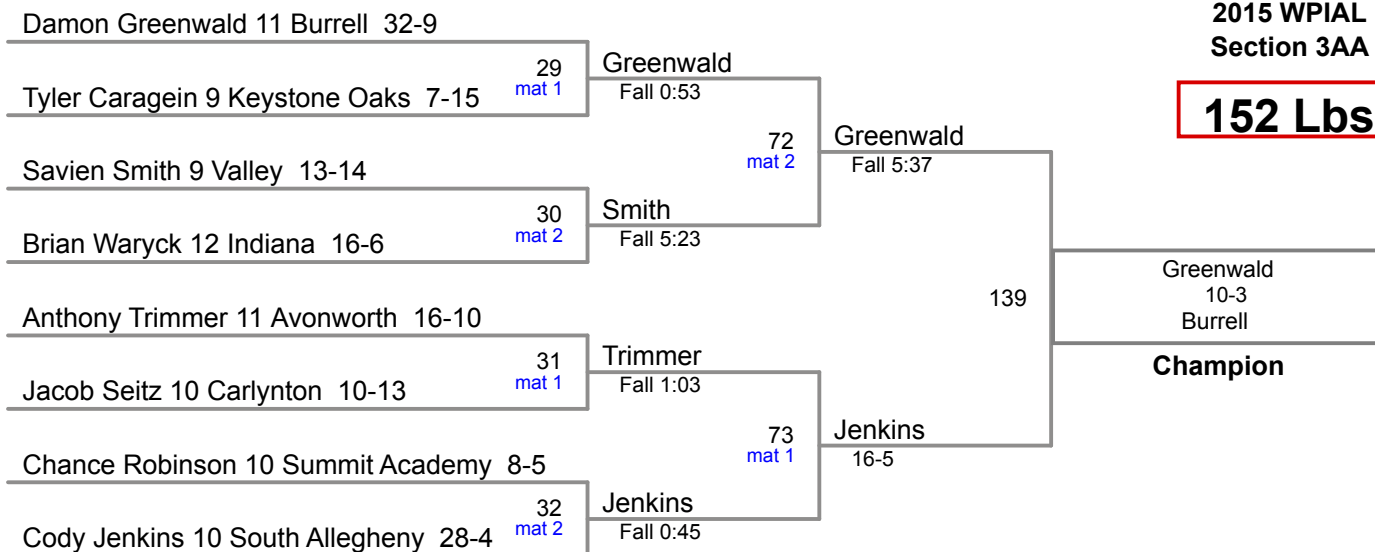 Damon Greenwald 11 Burrell 32-9
2015 WPIAL
Section 3AA
29
mat 1
Greenwald
Fall 0:53
Tyler Caragein 9 Keystone Oaks 7-15
152 Lbs
72
mat 2
Greenwald
Fall 5:37
Savien Smith 9 Valley 13-14
30
mat 2
Smith
Fall 5:23
Brian Waryck 12 Indiana 16-6
139
Greenwald
10-3
Burrell
Champion
Anthony Trimmer 11 Avonworth 16-10
31
mat 1
Trimmer
Fall 1:03
Jacob Seitz 10 Carlynton 10-13
73
mat 1
Jenkins
16-5
Chance Robinson 10 Summit Academy 8-5
32
mat 2
Jenkins
Fall 0:45
Cody Jenkins 10 South Allegheny 28-4